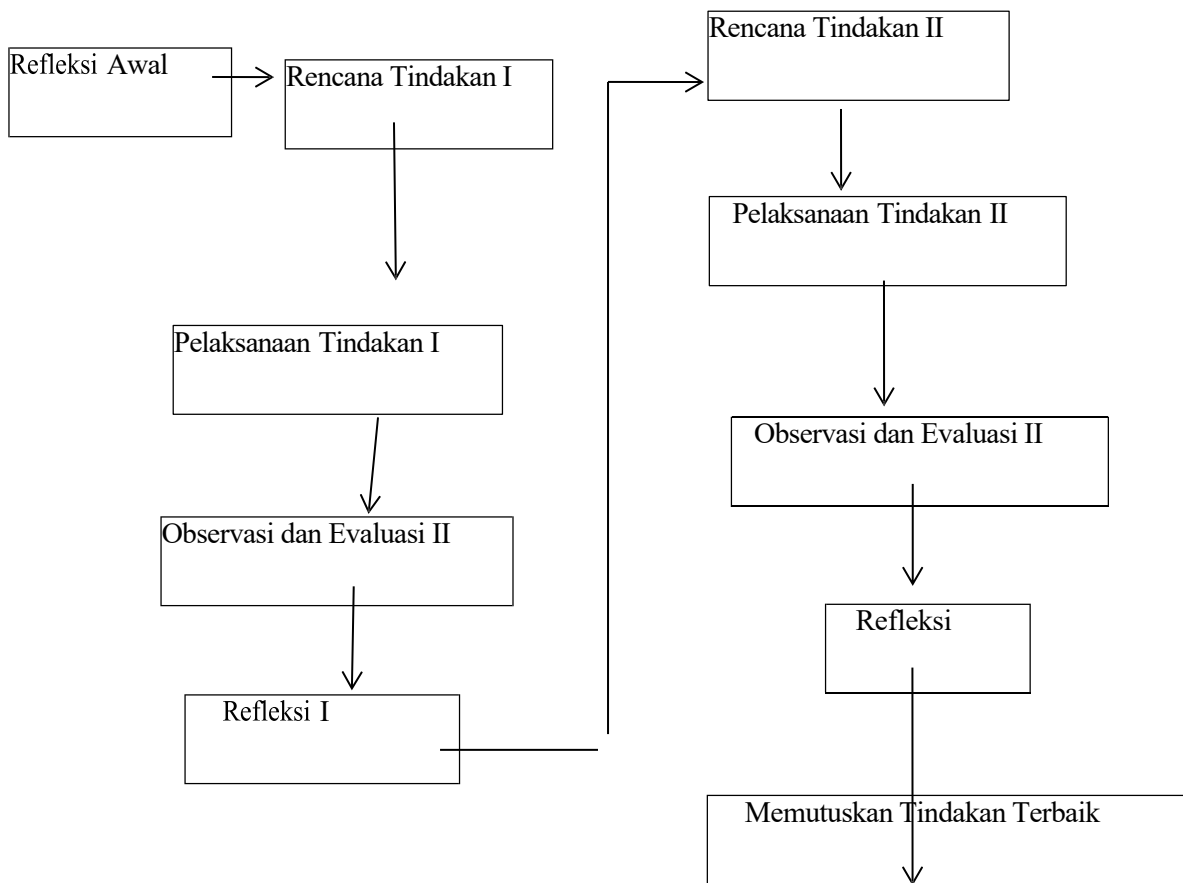 Refleksi Awal
Rencana Tindakan I
Pelaksanaan Tindakan I
Observasi dan Evaluasi II
Refleksi I
Rencana Tindakan II
Pelaksanaan Tindakan II
Observasi dan Evaluasi II
Refleksi
Memutuskan Tindakan Terbaik